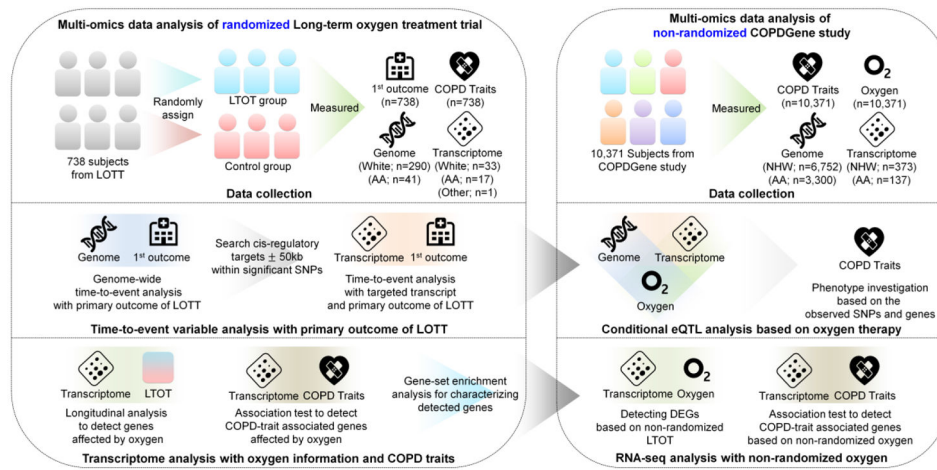 Multi-omics data analysis of randomized Long-term oxygen treatment trial
738 subjects
from LOTT
Randomly
assign
LTOT group
Control group
Measured
1st outcome
(n=738)
COPD Traits
(n=738)
Genome
(White; n=290)
(AA; n=41)
Transcriptome
(White; n=33)
(AA; n=17)
(Other; n=1)
Data collection
Genome 1st outcome
Genome-wide
time-to-event analysis
with primary outcome of LOTT
Search cis-regulatory
targets ± 50kb
within significant SNPs
Transcriptome 1st outcome
Time-to-event analysis
with targeted transcript
and primary outcome of LOTT
Time-to-event variable analysis with primary outcome of LOTT
Transcriptome LTOT
Longitudinal analysis
to detect genes
affected by oxygen
Transcriptome COPD Traits
Association test to detect
COPD-trait associated genes
affected by oxygen
Gene-set enrichment
analysis for characterizing
detected genes
Transcriptome analysis with oxygen information and COPD traits
Multi-omics data analysis of
non-randomized COPDGene study
10,371 Subjects from
COPDGene study
Measured
COPD Traits
(n=10,371)
O2
Oxygen
(n=10,371)
Genome
(NHW; n=6,752)
(AA; n=3,300)
Transcriptome
(NHW; n=373)
(AA; n=137)
Data collection
Genome Transcriptome
O2
Oxygen
COPD Traits
Phenotype investigation
based on the
observed SNPs and genes
Conditional eQTL analysis based on oxygen therapy
O2
Transcriptome Oxygen
Detecting DEGs
based on non-randomized
LTOT
Transcriptome COPD Traits
Association test to detect
COPD-trait associated genes
based on non-randomized oxygen
RNA-seq analysis with non-randomized oxygen